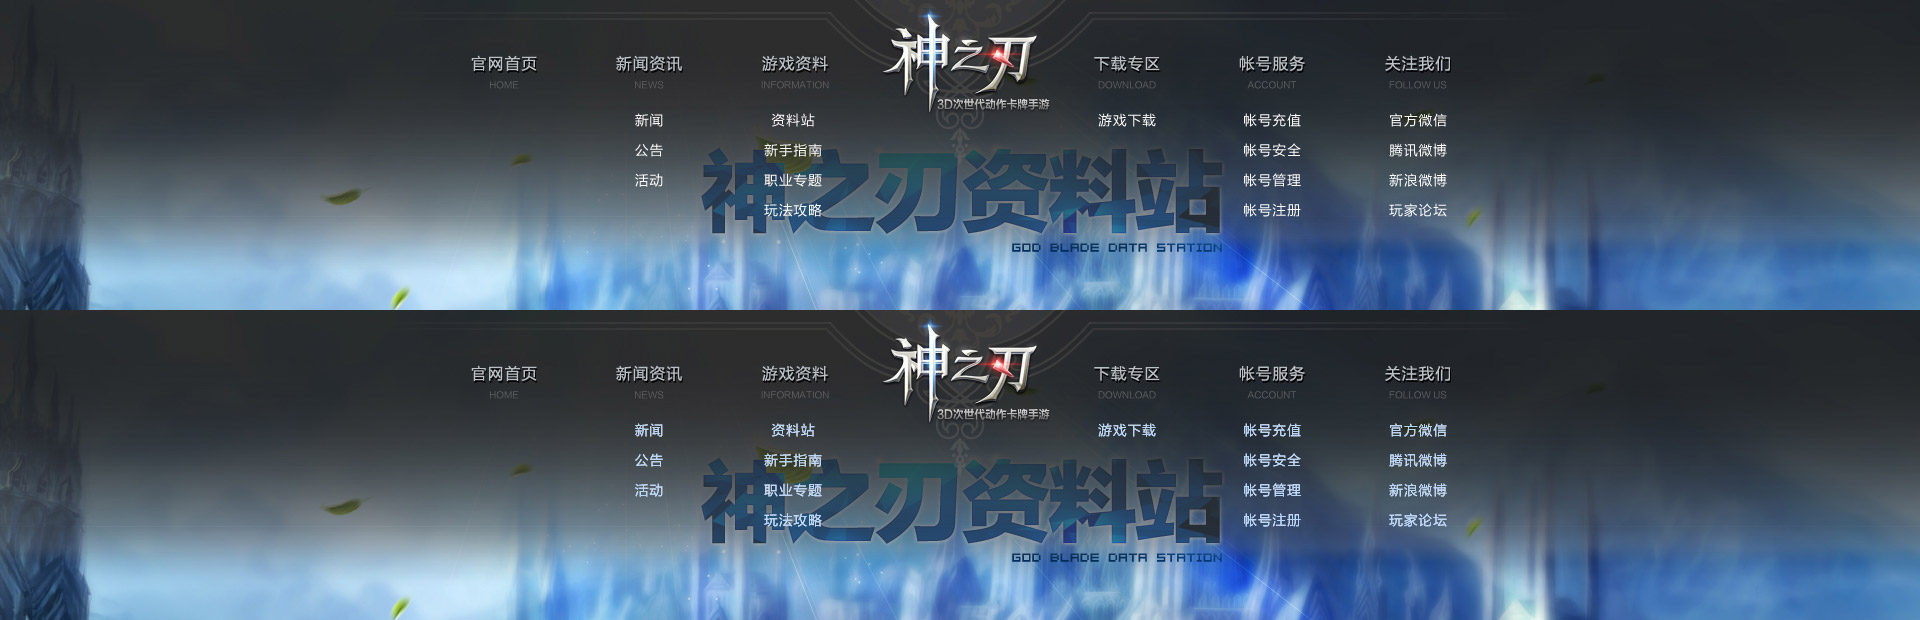 官网首页 新闻资讯 游戏资料 神之刃 下载专区 帐号服务 关注我们
HOME NEWS INFORMATION DOWNLOAD ACCOUNT FOLLOW US
3D次世代动作卡牌手游
新闻 资料站 游戏下载 帐号充值 官方微信
公告 新手指南 帐号安全 腾讯微博
活动 职业专题 帐号管理 新浪微博
玩法攻略 帐号注册 玩家论坛
神之刃资料站
GOD BLADE DATA STATION
官网首页 新闻资讯 游戏资料 神之刃 下载专区 帐号服务 关注我们
HOME NEWS INFORMATION DOWNLOAD ACCOUNT FOLLOW US
3D次世代动作卡牌手游
新闻 资料站 游戏下载 帐号充值 官方微信
公告 新手指南 帐号安全 腾讯微博
活动 职业专题 帐号管理 新浪微博
玩法攻略 帐号注册 玩家论坛
神之刃资料站
GOD BLADE DATA STATION